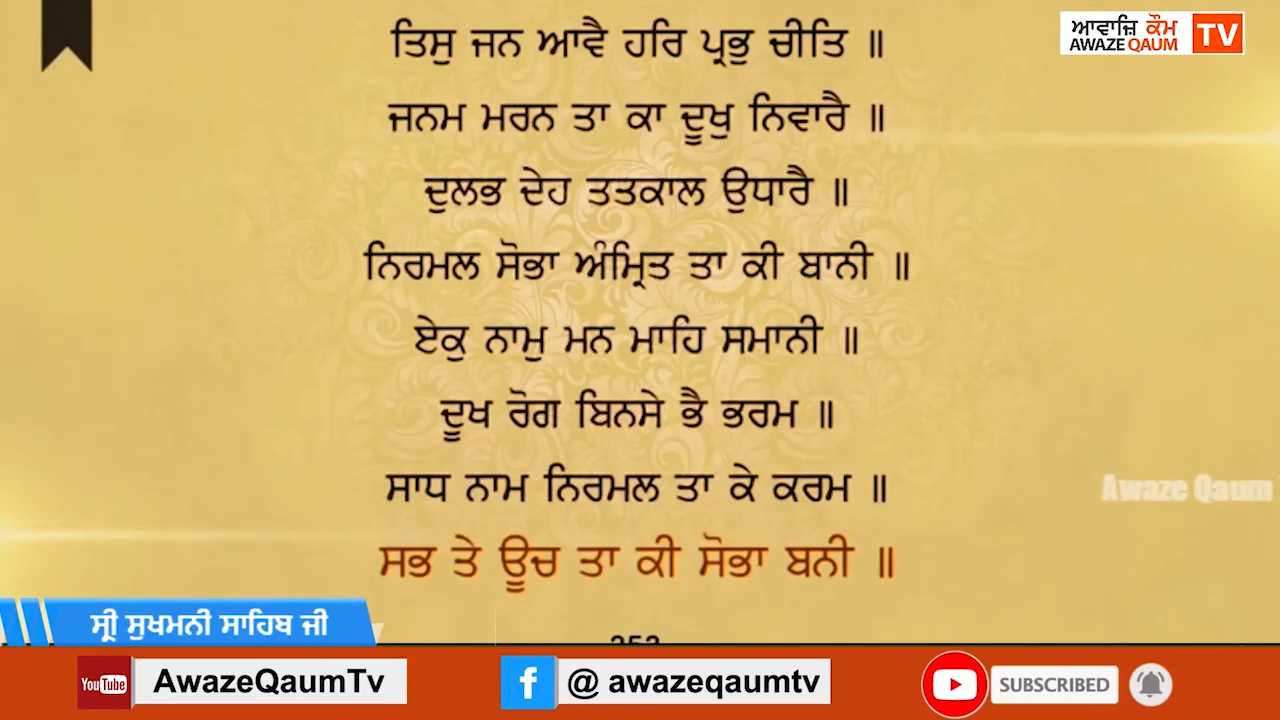 ਤਿਸੁ ਜਨ ਆਵੈ ਹਰਿ ਪ੍ਰਭੁ ਚੀਤਿ ॥
ਆਵਾਜ਼ਿ ਕੌਮ
AWAZE QAUM TV
ਜਨਮ ਮਰਨ ਤਾ ਕਾ ਦੂਖੁ ਨਿਵਾਰੈ ॥
ਦੁਲਭ ਦੇਹ ਤਤਕਾਲ ਉਧਾਰੈ ॥
ਨਿਰਮਲ ਸੋਭਾ ਅੰਮ੍ਰਿਤ ਤਾ ਕੀ ਬਾਨੀ ॥
ਏਕੁ ਨਾਮੁ ਮਨ ਮਾਹਿ ਸਮਾਨੀ ॥
ਦੂਖ ਰੋਗ ਬਿਨਸੇ ਭੈ ਭਰਮ ॥
ਸਾਧ ਨਾਮ ਨਿਰਮਲ ਤਾ ਕੇ ਕਰਮ ॥
Awaze Qaum
ਸਭ ਤੇ ਊਚ ਤਾ ਕੀ ਸੋਭਾ ਬਨੀ ॥
ਸ੍ਰੀ ਸੁਖਮਨੀ ਸਾਹਿਬ ਜੀ
YouTube AwazeQaumTv
f @ awazeqaumtv
SUBSCRIBED